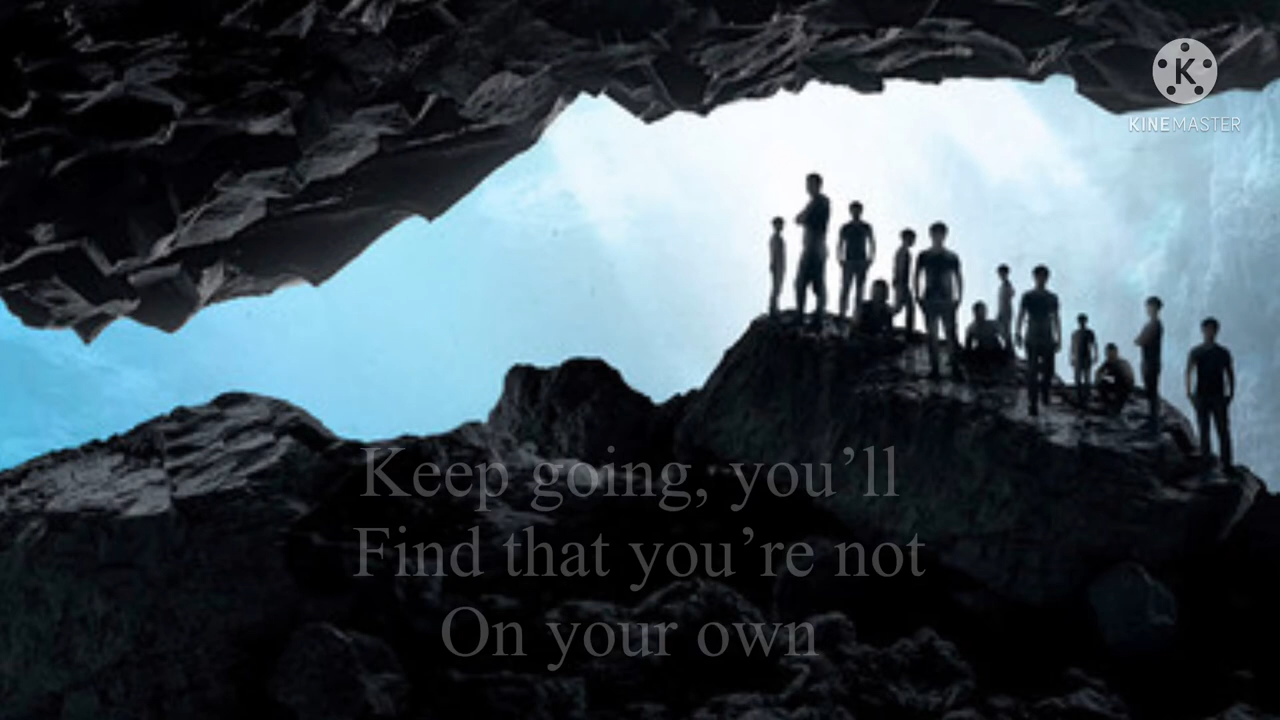 K
KINEMASTER
Keep going, you’ll
Find that you’re not
On your own